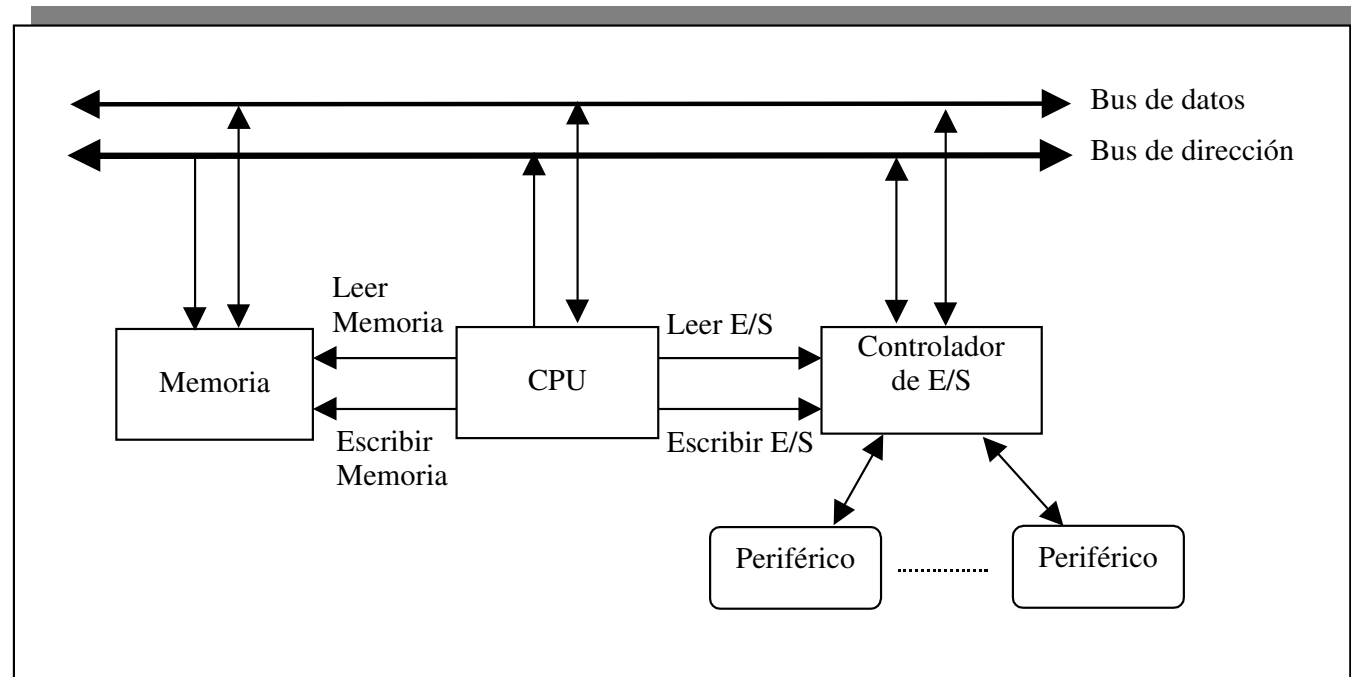 Bus de datos
Bus de dirección
Leer
Memoria
Leer E/S
Controlador
de E/S
Memoria
CPU
Escribir
Memoria
Escribir E/S
Periférico
Periférico